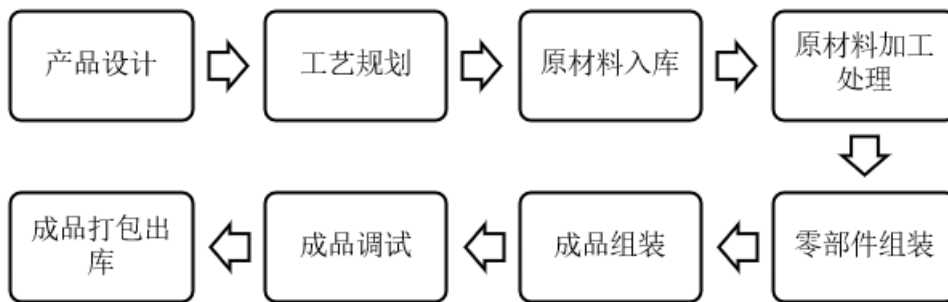 产品设计
工艺规划
原材料入库
原材料加工
处理
零部件组装
成品组装
成品调试
成品打包出
库